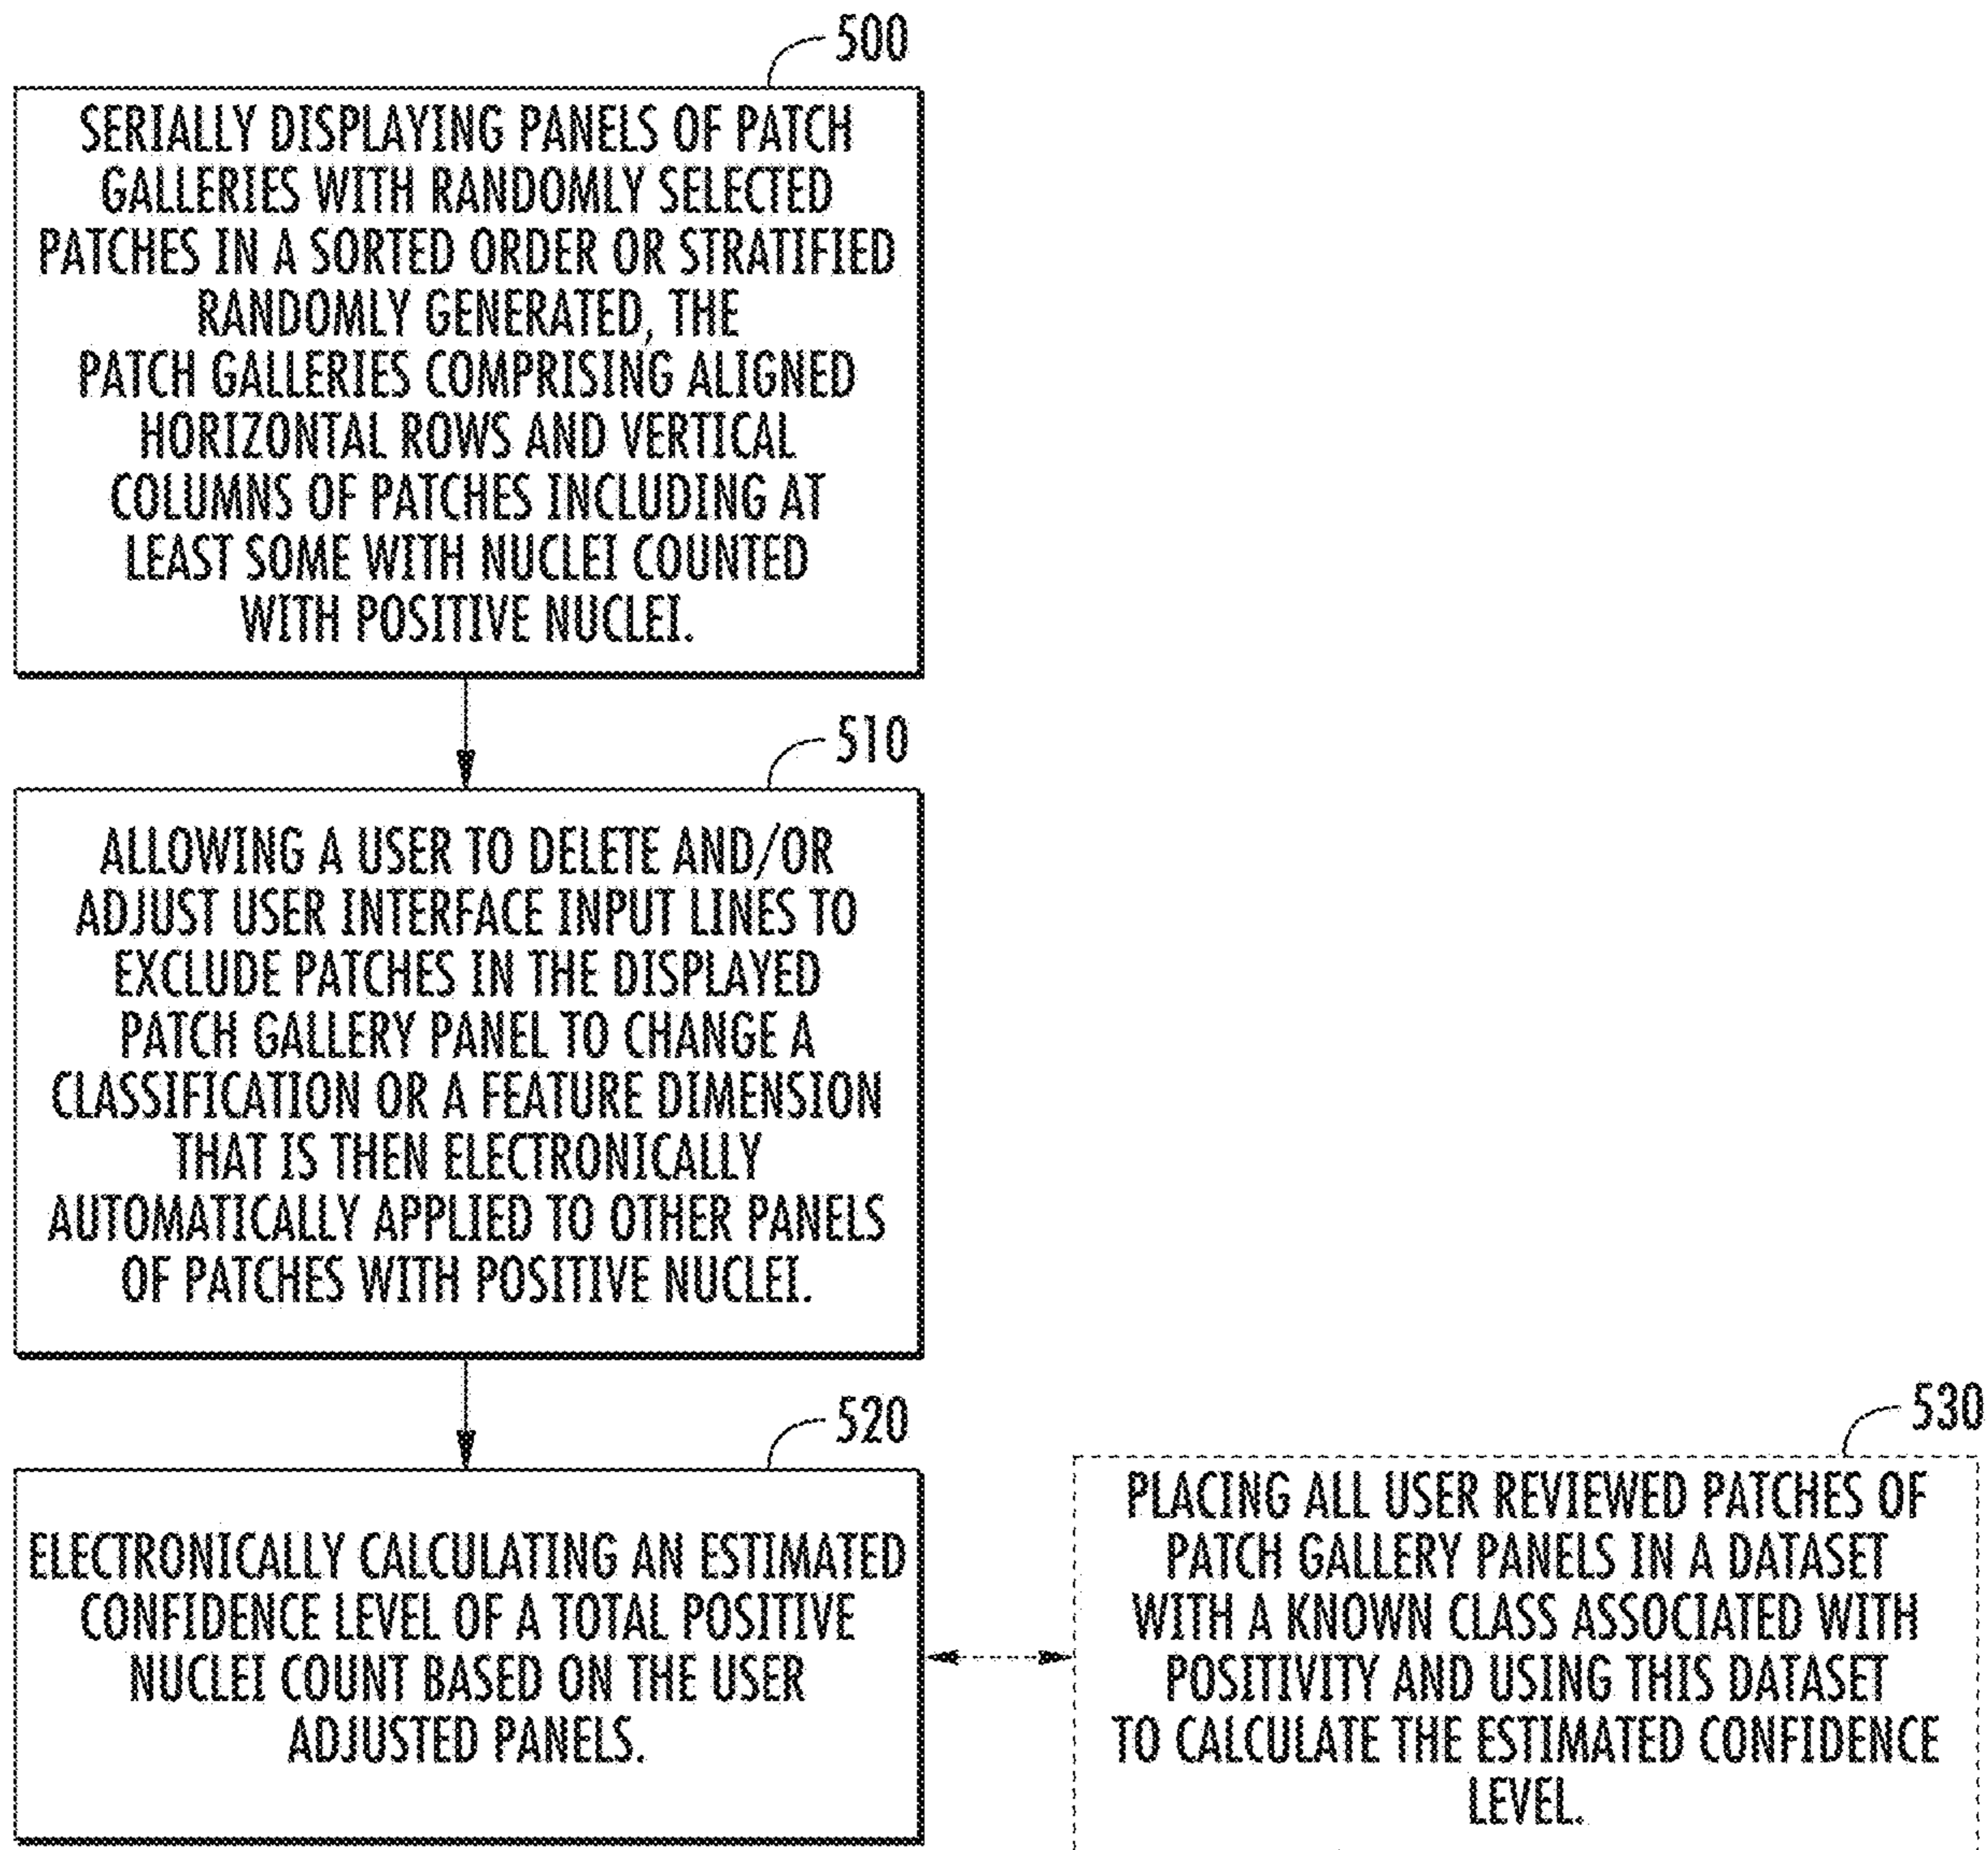 500
SERIALLY DISPLAYING PANELS OF PATCH
GALLERIES WITH RANDOMLY SELECTED
PATCHES IN A SORTED ORDER OR STRATIFIED
RANDOMLY GENERATED, THE
PATCH GALLERIES COMPRISING ALIGNED
HORIZONTAL ROWS AND VERTICAL
COLUMNS OF PATCHES INCLUDING AT
LEAST SOME WITH NUCLEI COUNTED
WITH POSITIVE NUCLEI.
510
ALLOWING A USER TO DELETE AND/OR
ADJUST USER INTERFACE INPUT LINES TO
EXCLUDE PATCHES IN THE DISPLAYED
PATCH GALLERY PANEL TO CHANGE A
CLASSIFICATION OR A FEATURE DIMENSION
THAT IS THEN ELECTRONICALLY
AUTOMATICALLY APPLIED TO OTHER PANELS
OF PATCHES WITH POSITIVE NUCLEI.
520
ELECTRONICALLY CALCULATING AN ESTIMATED
CONFIDENCE LEVEL OF A TOTAL POSITIVE
NUCLEI COUNT BASED ON THE USER
ADJUSTED PANELS.
530
PLACING ALL USER REVIEWED PATCHES OF
PATCH GALLERY PANELS IN A DATASET
WITH A KNOWN CLASS ASSOCIATED WITH
POSITIVITY AND USING THIS DATASET
TO CALCULATE THE ESTIMATED CONFIDENCE
LEVEL.